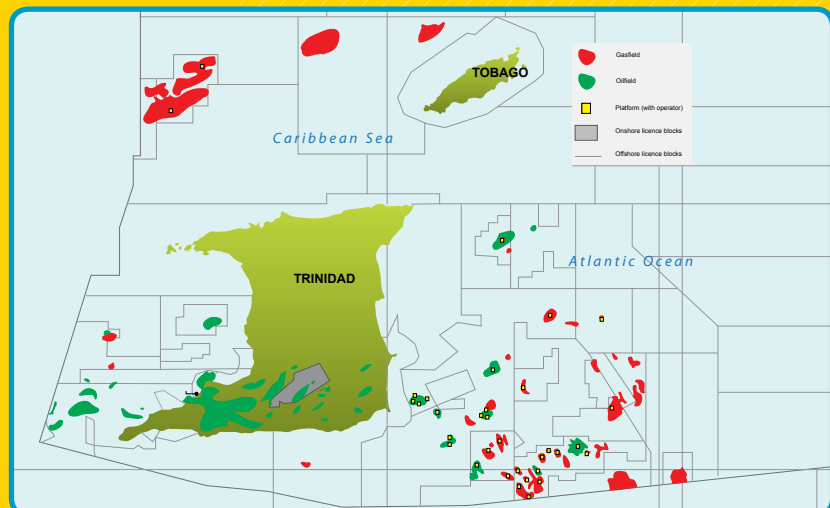 TOBAGO
Gasfield
Oilfield
Platform (with operator)
Onshore licence blocks
Offshore licence blocks
Caribbean Sea
Atlantic Ocean
TRINIDAD